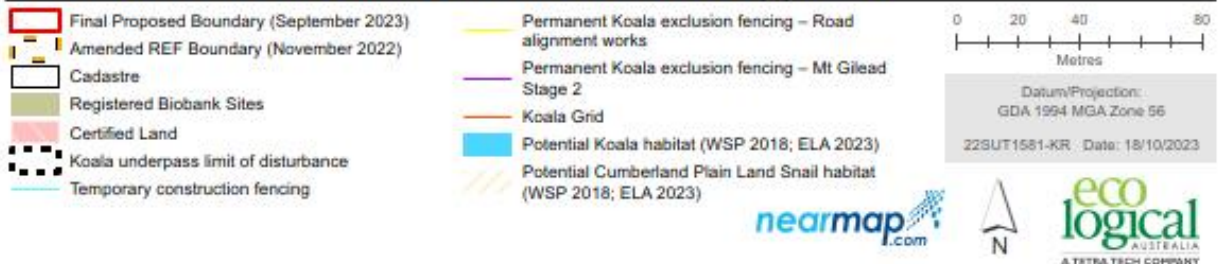 Final Proposed Boundary (September 2023)
Amended REF Boundary (November 2022)
Cadastre
Registered Biobank Sites
Certified Land
Koala underpass limit of disturbance
Temporary construction fencing
Permanent Koala exclusion fencing – Road
alignment works
Permanent Koala exclusion fencing – Mt Gilead
Stage 2
Koala Grid
Potential Koala habitat (WSP 2018; ELA 2023)
Potential Cumberland Plain Land Snail habitat
(WSP 2018; ELA 2023)
0 20 40 80
Metres
Datum/Projection:
GDA 1994 MGA Zone 56
22SUT1581-KR Date: 18/10/2023
nearmap
.com
N
eco
logical
AUSTRALIA
A TETRA TECH COMPANY